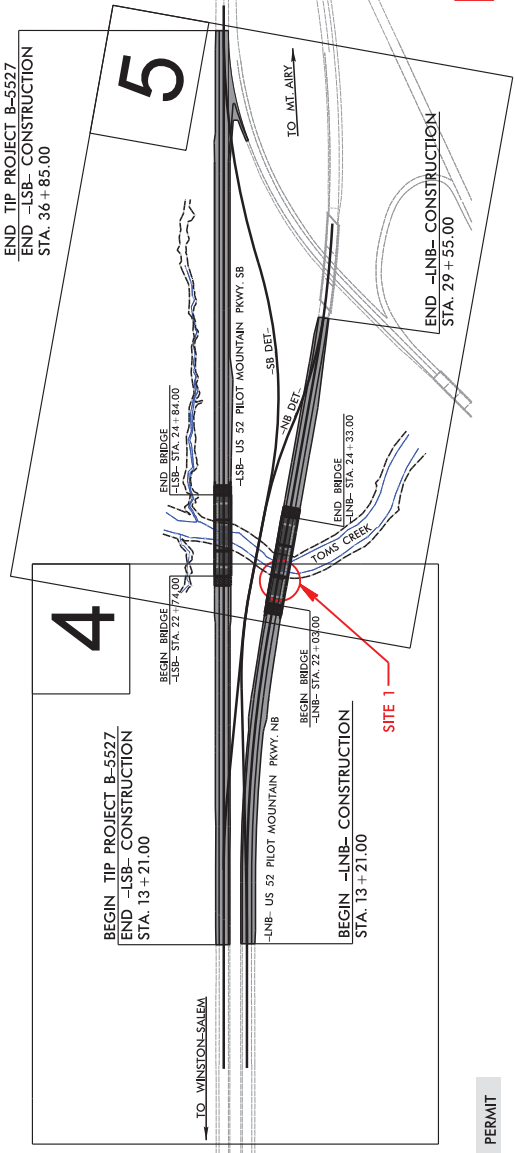 TO WINSTON-SALEM
BEGIN TIP PROJECT B-5527
END -LSB- CONSTRUCTION
STA. 13+21.00
4
BEGIN BRIDGE
-LSB- STA. 22+74.00
END BRIDGE
-LSB- STA. 24+84.00
-LSB- US 52 PILOT MOUNTAIN PKWY. SB
5
END TIP PROJECT B-5527
END -LSB- CONSTRUCTION
STA. 36+85.00
TO MT. AIRY
-SB DET-
-NB DET-
-LNB- US 52 PILOT MOUNTAIN PKWY. NB
BEGIN BRIDGE
-LNB- STA. 22+03.00
END BRIDGE
-LNB- STA. 24+33.00
TOMS CREEK
SITE 1
BEGIN -LNB- CONSTRUCTION
STA. 13+21.00
END -LNB- CONSTRUCTION
STA. 29+55.00
PERMIT